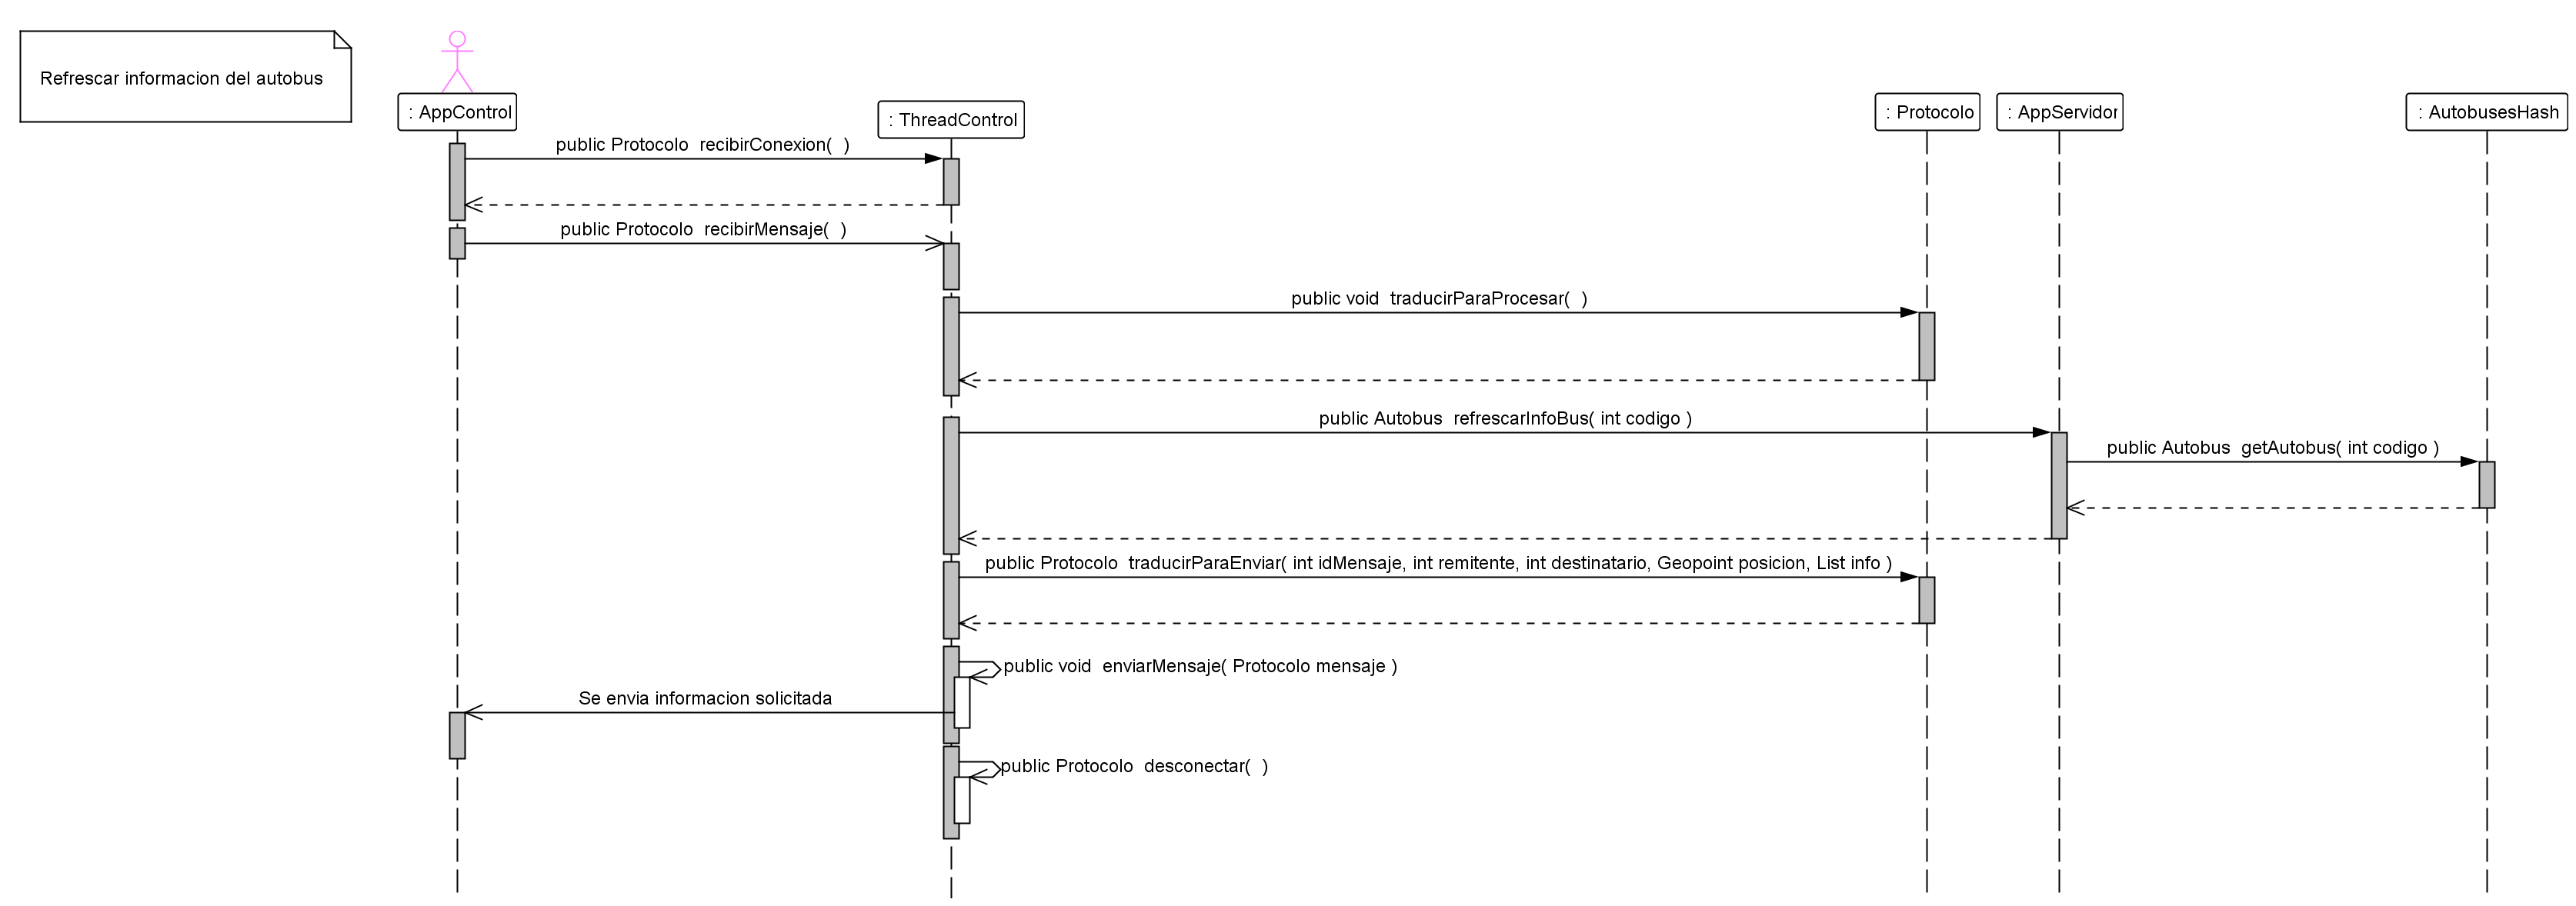 Refrescar informacion del autobus
: AppControl
: ThreadControl
: Protocolo
: AppServidor
: AutobusesHash
public Protocolo  recibirConexion(  )
public Protocolo  recibirMensaje(  )
public void  traducirParaProcesar(  )
public Autobus  refrescarInfoBus( int codigo )
public Autobus  getAutobus( int codigo )
public Protocolo  traducirParaEnviar( int idMensaje, int remitente, int destinatario, Geopoint posicion, List info )
public void  enviarMensaje( Protocolo mensaje )
Se envia informacion solicitada
public Protocolo  desconectar(  )